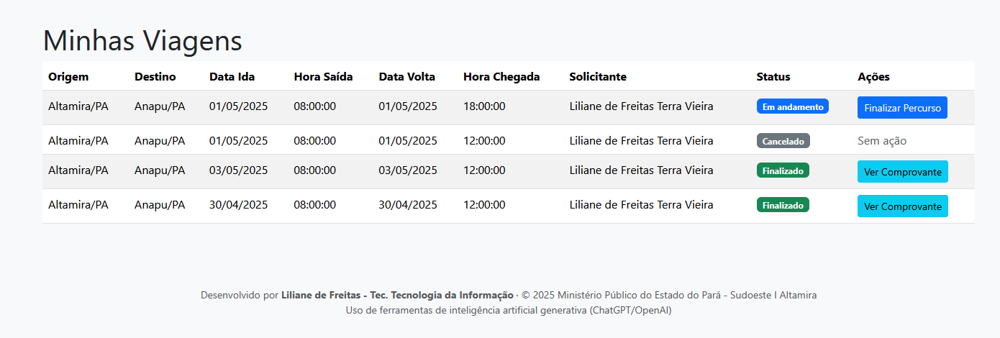 Minhas Viagens
Origem Destino Data Ida Hora Saída Data Volta Hora Chegada Solicitante Status Ações
Altamira/PA Anapu/PA 01/05/2025 08:00:00 01/05/2025 18:00:00 Liliane de Freitas Terra Vieira Em andamento Finalizar Percurso
Altamira/PA Anapu/PA 01/05/2025 08:00:00 01/05/2025 12:00:00 Liliane de Freitas Terra Vieira Cancelado Sem ação
Altamira/PA Anapu/PA 03/05/2025 08:00:00 03/05/2025 12:00:00 Liliane de Freitas Terra Vieira Finalizado Ver Comprovante
Altamira/PA Anapu/PA 30/04/2025 08:00:00 30/04/2025 12:00:00 Liliane de Freitas Terra Vieira Finalizado Ver Comprovante
Desenvolvido por Liliane de Freitas - Tec. Tecnologia da Informação · © 2025 Ministério Público do Estado do Pará - Sudoeste I Altamira
Uso de ferramentas de inteligência artificial generativa (ChatGPT/OpenAI)